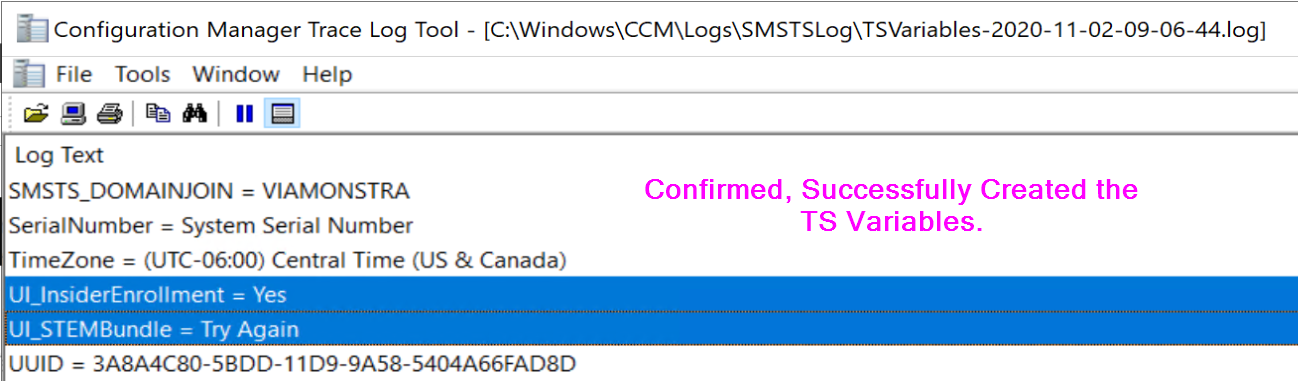 Configuration Manager Trace Log Tool - [C:\Windows\CCM\Logs\SMSTSLog\TSVariables-2020-11-02-09-06-44.log]
File Tools Window Help
Log Text
SMSTS_DOMAINJOIN = VIAMONSTRA
Confirmed, Successfully Created the
TS Variables.
SerialNumber = System Serial Number
TimeZone = (UTC-06:00) Central Time (US & Canada)
UI_InsiderEnrollment = Yes
UI_STEMBundle = Try Again
UUID = 3A8A4C80-5BDD-11D9-9A58-5404A66FAD8D